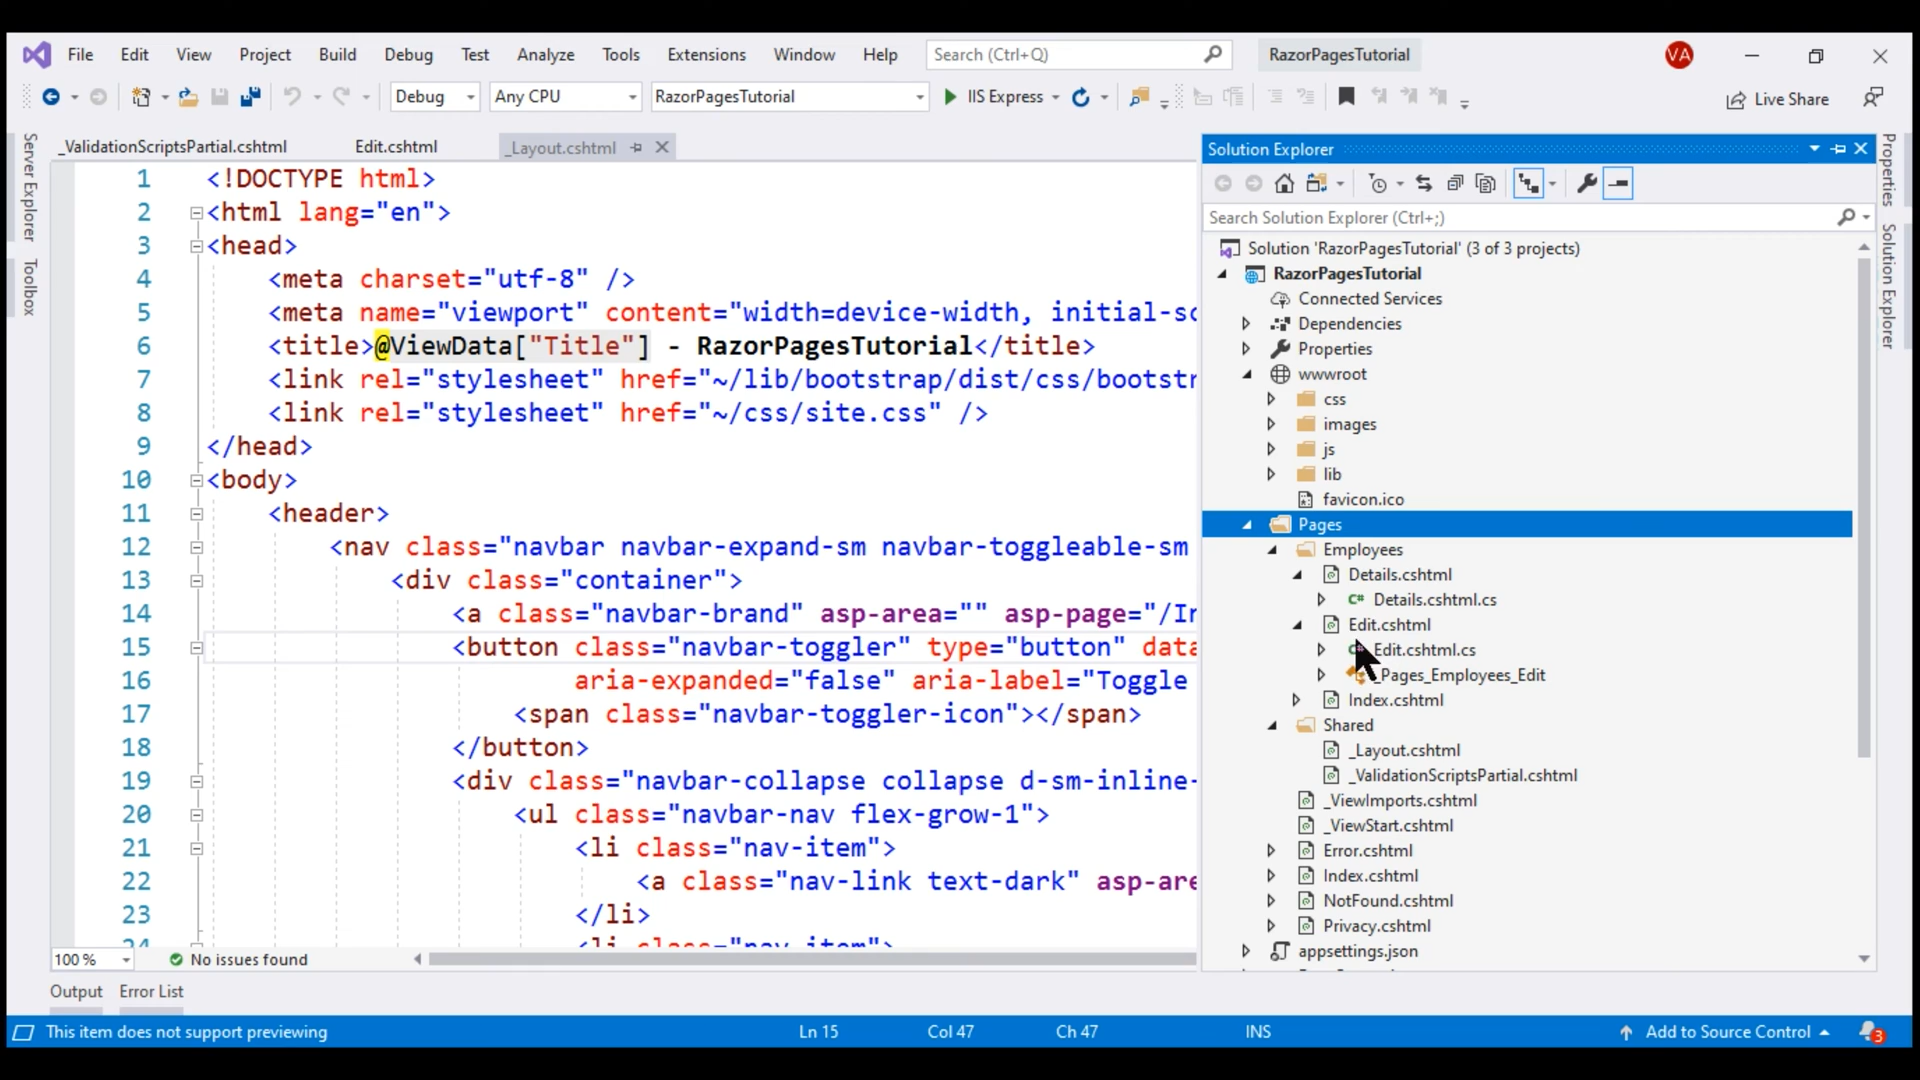 File Edit View Project Build Debug Test Analyze Tools Extensions Window Help Search (Ctrl+Q) RazorPagesTutorial VA
Debug Any CPU RazorPagesTutorial IIS Express Live Share
Server Explorer
Toolbox
_ValidationScriptsPartial.cshtml Edit.cshtml _Layout.cshtml
1 <!DOCTYPE html>
2 <html lang="en">
3 <head>
4 <meta charset="utf-8" />
5 <meta name="viewport" content="width=device-width, initial-sc
6 <title>@ViewData["Title"] - RazorPagesTutorial</title>
7 <link rel="stylesheet" href="~/lib/bootstrap/dist/css/bootstr
8 <link rel="stylesheet" href="~/css/site.css" />
9 </head>
10 <body>
11 <header>
12 <nav class="navbar navbar-expand-sm navbar-toggleable-sm
13 <div class="container">
14 <a class="navbar-brand" asp-area="" asp-page="/In
15 <button class="navbar-toggler" type="button" data
16 aria-expanded="false" aria-label="Toggle
17 <span class="navbar-toggler-icon"></span>
18 </button>
19 <div class="navbar-collapse collapse d-sm-inline-
20 <ul class="navbar-nav flex-grow-1">
21 <li class="nav-item">
22 <a class="nav-link text-dark" asp-are
23 </li>
24 <li class="nav-item">
100 % No issues found
Solution Explorer
Search Solution Explorer (Ctrl+;)
Solution 'RazorPagesTutorial' (3 of 3 projects)
RazorPagesTutorial
Connected Services
Dependencies
Properties
wwwroot
css
images
js
lib
favicon.ico
Pages
Employees
Details.cshtml
C# Details.cshtml.cs
Edit.cshtml
Edit.cshtml.cs
_Pages_Employees_Edit
Index.cshtml
Shared
_Layout.cshtml
_ValidationScriptsPartial.cshtml
_ViewImports.cshtml
_ViewStart.cshtml
Error.cshtml
Index.cshtml
NotFound.cshtml
Privacy.cshtml
appsettings.json
Properties
Solution Explorer
Output Error List
This item does not support previewing Ln 15 Col 47 Ch 47 INS Add to Source Control 3